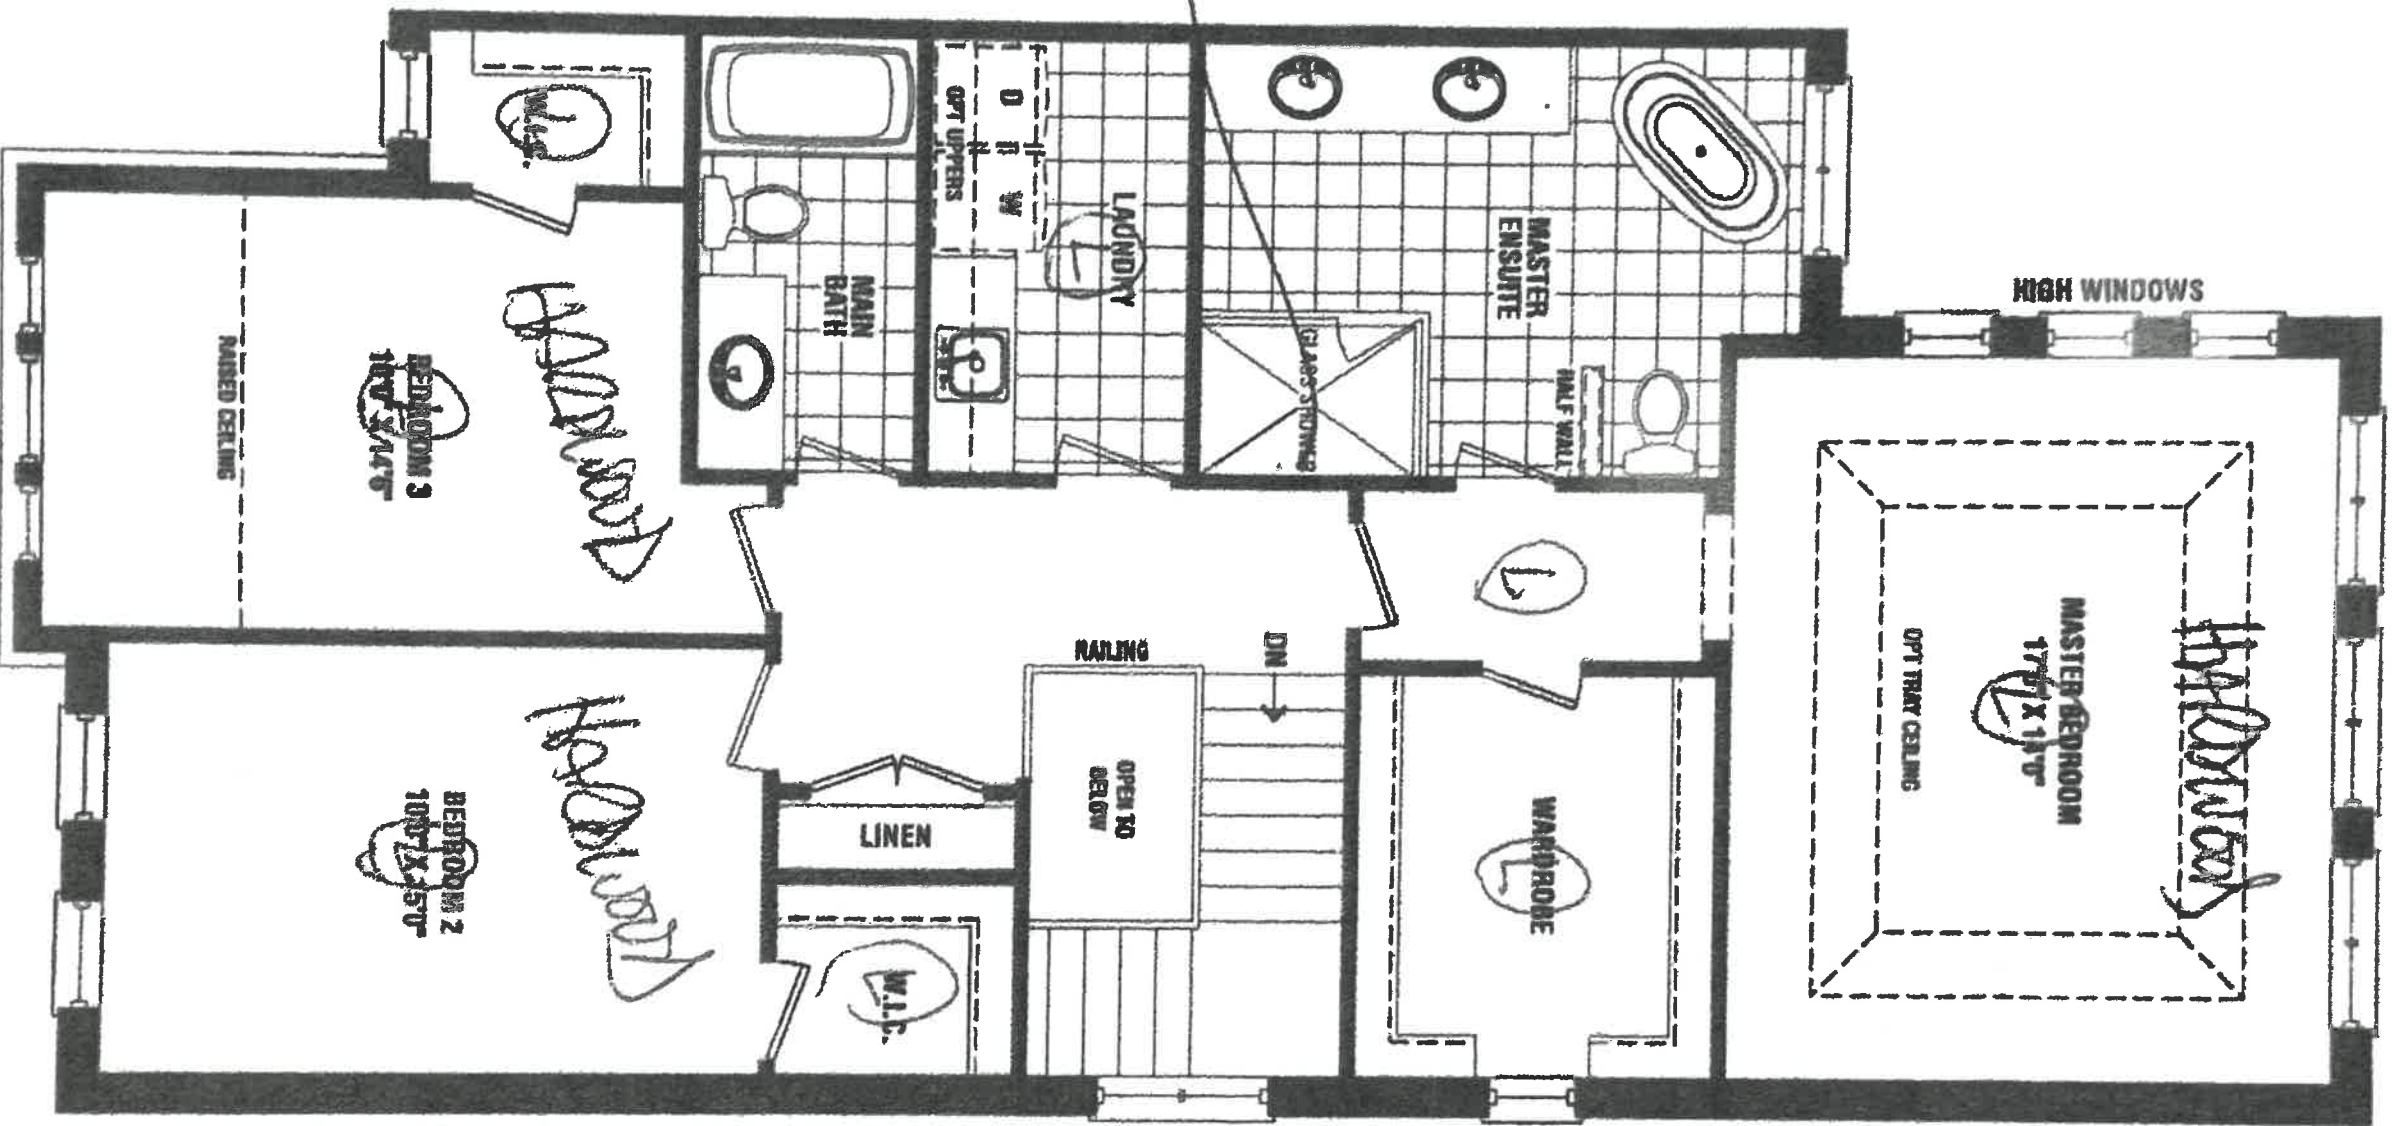 HIGH WINDOWS
W.I.C.
OPT UPPERS
D
W
LAUNDRY
L
MAIN
BATH
MASTER
ENSUITE
GLASS SHOWER
HALF WALL
RAISED CEILING
BEDROOM 3
Hardwood
BEDROOM 2
Hardwood
RAILING
DN
OPEN TO
BELOW
LINEN
W.I.C.
L
L
WARDROBE
L
MASTER BEDROOM
L
OPT TRAY CEILING
Hardwood